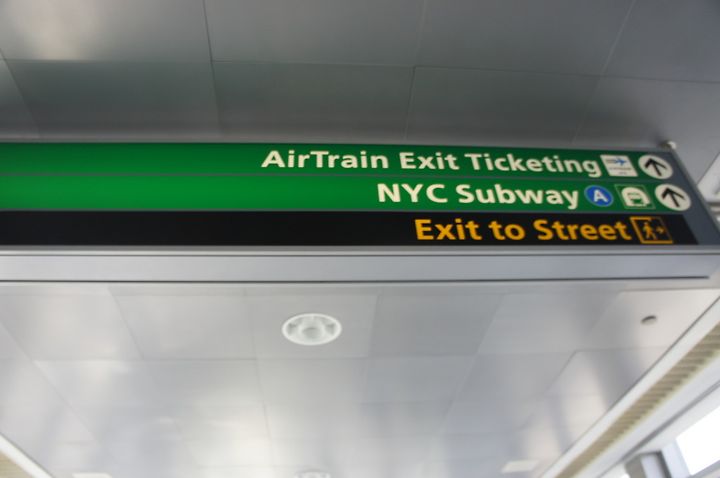 AirTrain Exit Ticketing
NYC Subway A
Exit to Street